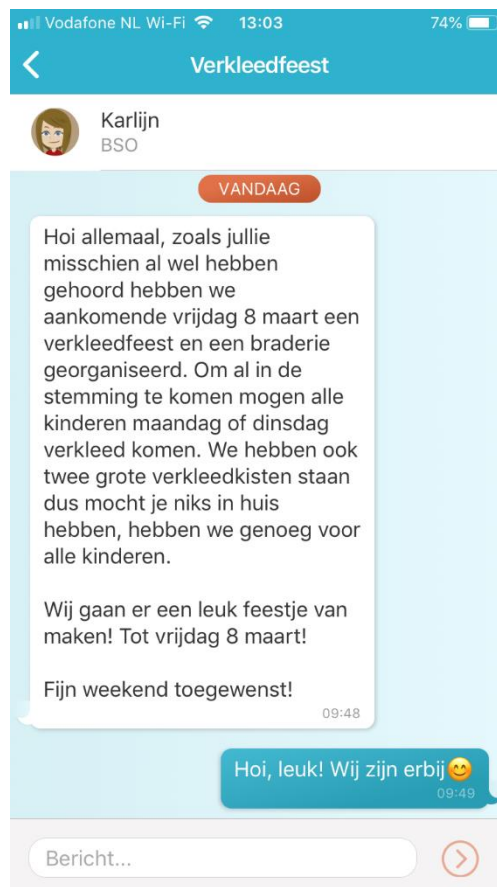 Vodafone NL Wi-Fi 13:03 74%
Verkleedfeest
Karlijn
BSO
VANDAAG
Hoi allemaal, zoals jullie
misschien al wel hebben
gehoord hebben we
aankomende vrijdag 8 maart een
verkleedfeest en een braderie
georganiseerd. Om al in de
stemming te komen mogen alle
kinderen maandag of dinsdag
verkleed komen. We hebben ook
twee grote verkleedkisten staan
dus mocht je niks in huis
hebben, hebben we genoeg voor
alle kinderen.
Wij gaan er een leuk feestje van
maken! Tot vrijdag 8 maart!
Fijn weekend toegewenst!
09:48
Hoi, leuk! Wij zijn erbij😊
09:49
Bericht...